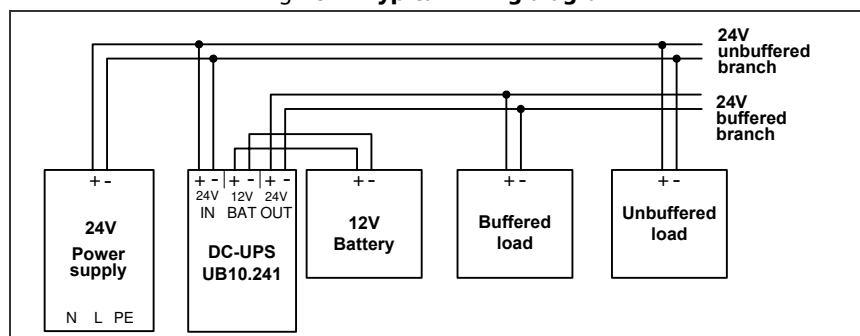 24V
unbuffered
branch
24V
buffered
branch
+ -
24V
Power
supply
N L PE
+ - + - + -
24V 12V 24V
IN BAT OUT
DC-UPS
UB10.241
+ -
12V
Battery
+ -
Buffered
load
+ -
Unbuffered
load